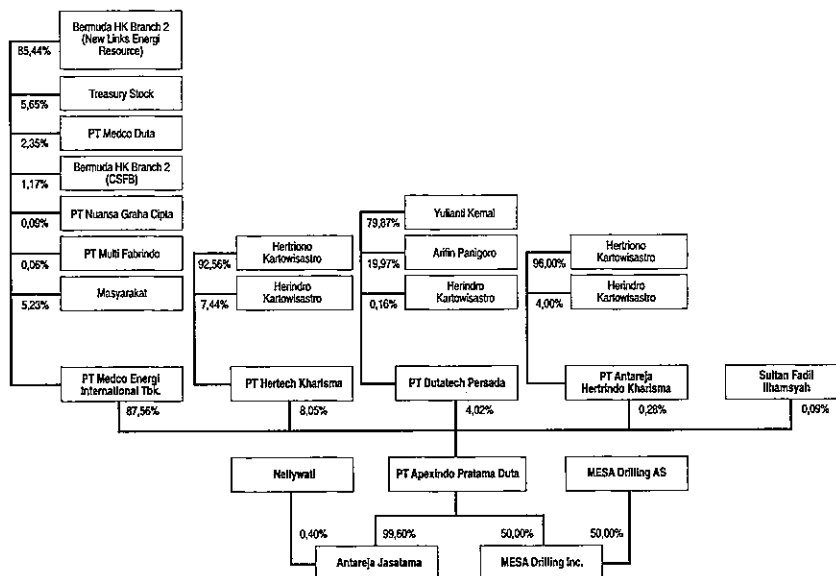 Bermuda HK Branch 2
(New Links Energi
Resource)
85,44%
Treasury Stock
5,65%
PT Medco Duta
2,35%
Bermuda HK Branch 2
(CSFB)
1,17%
PT Nuansa Graha Cipta
0,09%
PT Multi Fabrindo
0,06%
Masyarakat
5,23%
PT Medco Energi
International Tbk.
87,56%
Hertriono
Kartowisastro
92,56%
Herindro
Kartowisastro
7,44%
PT Hertech Kharisma
8,05%
Yulianti Kemal
79,87%
Arifin Panigoro
19,97%
Herindro
Kartowisastro
0,16%
PT Dutatech Persada
4,02%
Hertriono
Kartowisastro
96,00%
Herindro
Kartowisastro
4,00%
PT Antareja
Hertrindo Kharisma
0,28%
Sultan Fadil
Ilhamsyah
0,09%
Nellywati
PT Apexindo Pratama Duta
MESA Drilling AS
0,40%
99,60%
50,00%
50,00%
Antareja Jasatama
MESA Drilling Inc.